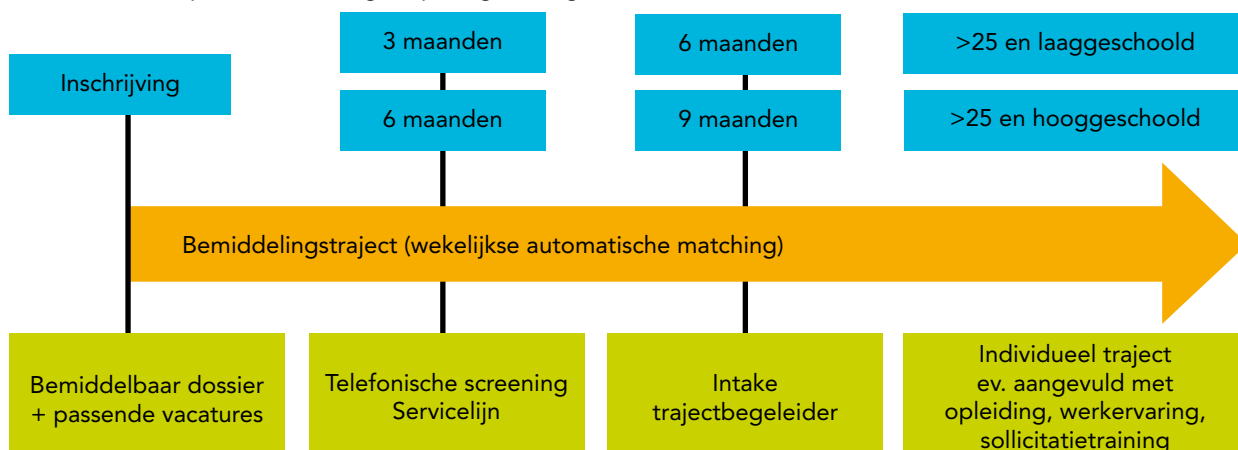 3 maanden
6 maanden
>25 en laaggeschoold
Inschrijving
6 maanden
9 maanden
>25 en hooggeschoold
Bemiddelingstraject (wekelijkse automatische matching)
Bemiddelbaar dossier
+ passende vacatures
Telefonische screening
Servicelijn
Intake
trajectbegeleider
Individueel traject
ev. aangevuld met
opleiding, werkervaring,
sollicitatietraining